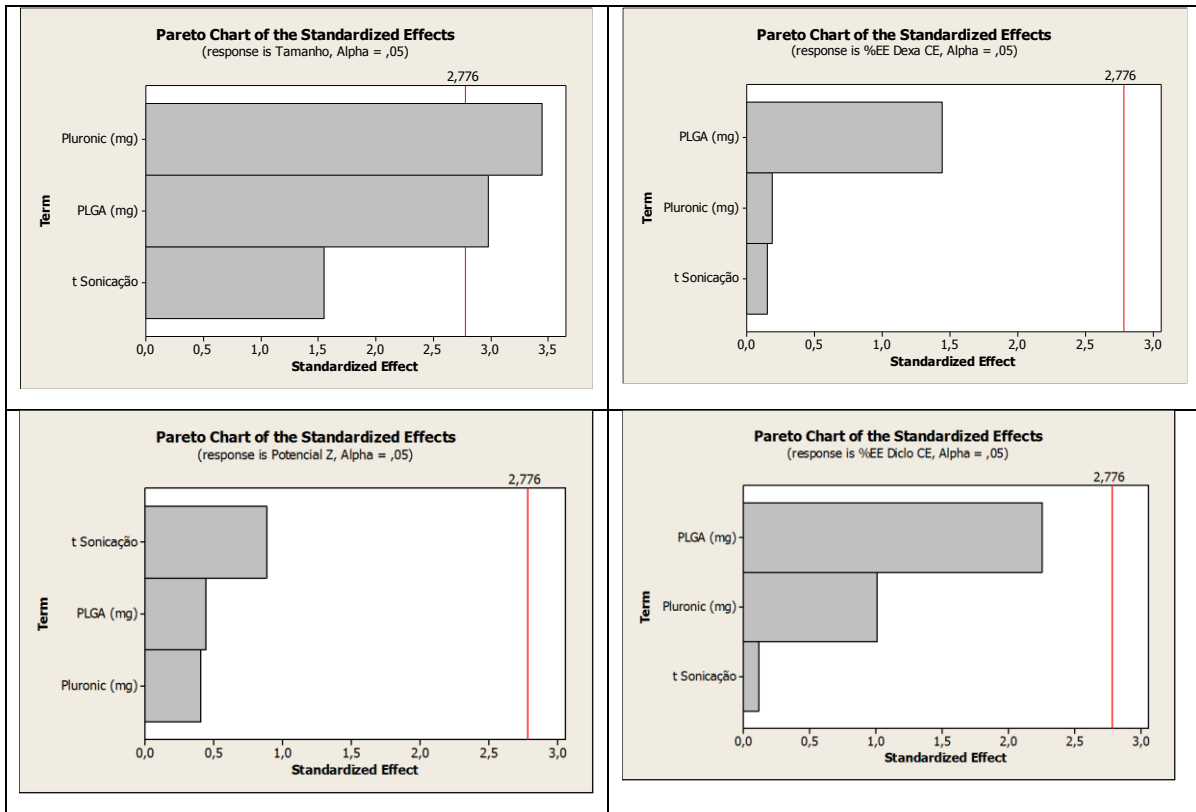 Pareto Chart of the Standardized Effects
(response is Tamanho, Alpha = ,05)
2,776
Term
Pluronic (mg)
PLGA (mg)
t Sonicação
0,0 0,5 1,0 1,5 2,0 2,5 3,0 3,5
Standardized Effect
Pareto Chart of the Standardized Effects
(response is %EE Dexa CE, Alpha = ,05)
2,776
Term
PLGA (mg)
Pluronic (mg)
t Sonicação
0,0 0,5 1,0 1,5 2,0 2,5 3,0
Standardized Effect
Pareto Chart of the Standardized Effects
(response is Potencial Z, Alpha = ,05)
2,776
Term
t Sonicação
PLGA (mg)
Pluronic (mg)
0,0 0,5 1,0 1,5 2,0 2,5 3,0
Standardized Effect
Pareto Chart of the Standardized Effects
(response is %EE Diclo CE, Alpha = ,05)
2,776
Term
PLGA (mg)
Pluronic (mg)
t Sonicação
0,0 0,5 1,0 1,5 2,0 2,5 3,0
Standardized Effect